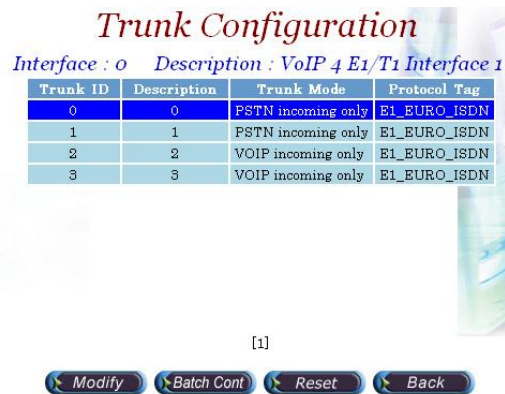 Trunk Configuration
Interface : 0 Description : VoIP 4 E1/T1 Interface 1
Trunk ID Description Trunk Mode Protocol Tag
0 0 PSTN incoming only E1_EURO_ISDN
1 1 PSTN incoming only E1_EURO_ISDN
2 2 VOIP incoming only E1_EURO_ISDN
3 3 VOIP incoming only E1_EURO_ISDN
[1]
Modify Batch Cont Reset Back